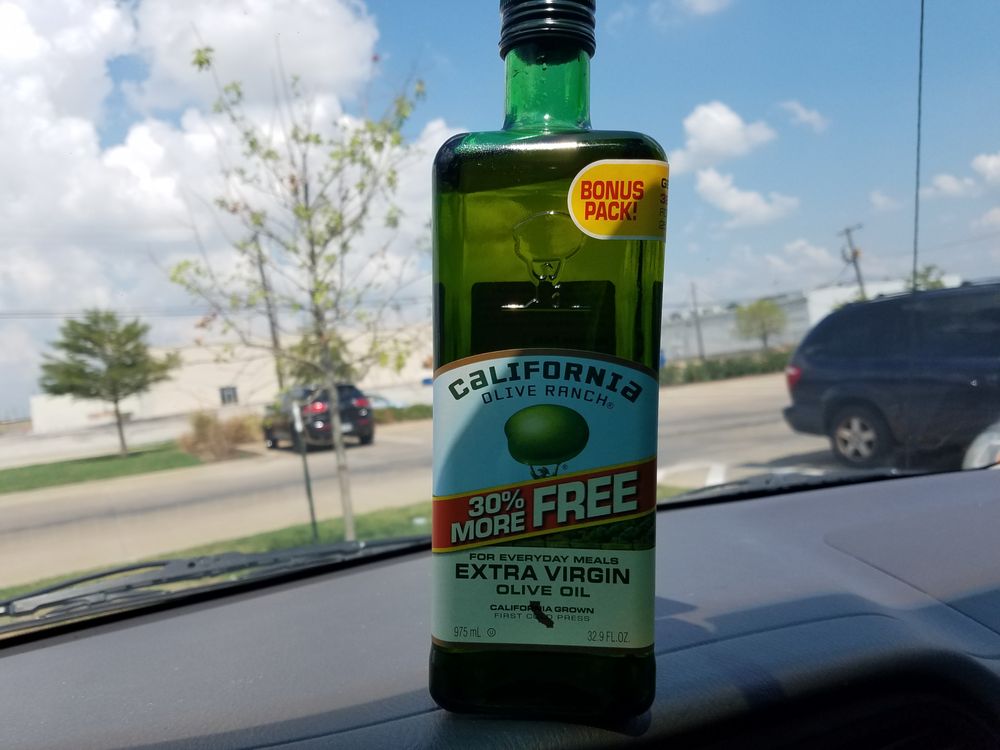 BONUS
PACK!
CaLIFORNIa
OLIVE RANCH®
®
30%
MORE FREE
FOR EVERYDAY MEALS
EXTRA VIRGIN
OLIVE OIL
CALIFORNIA GROWN
FIRST COLD PRESS
975 mL Ⓤ 32.9 FL.OZ.